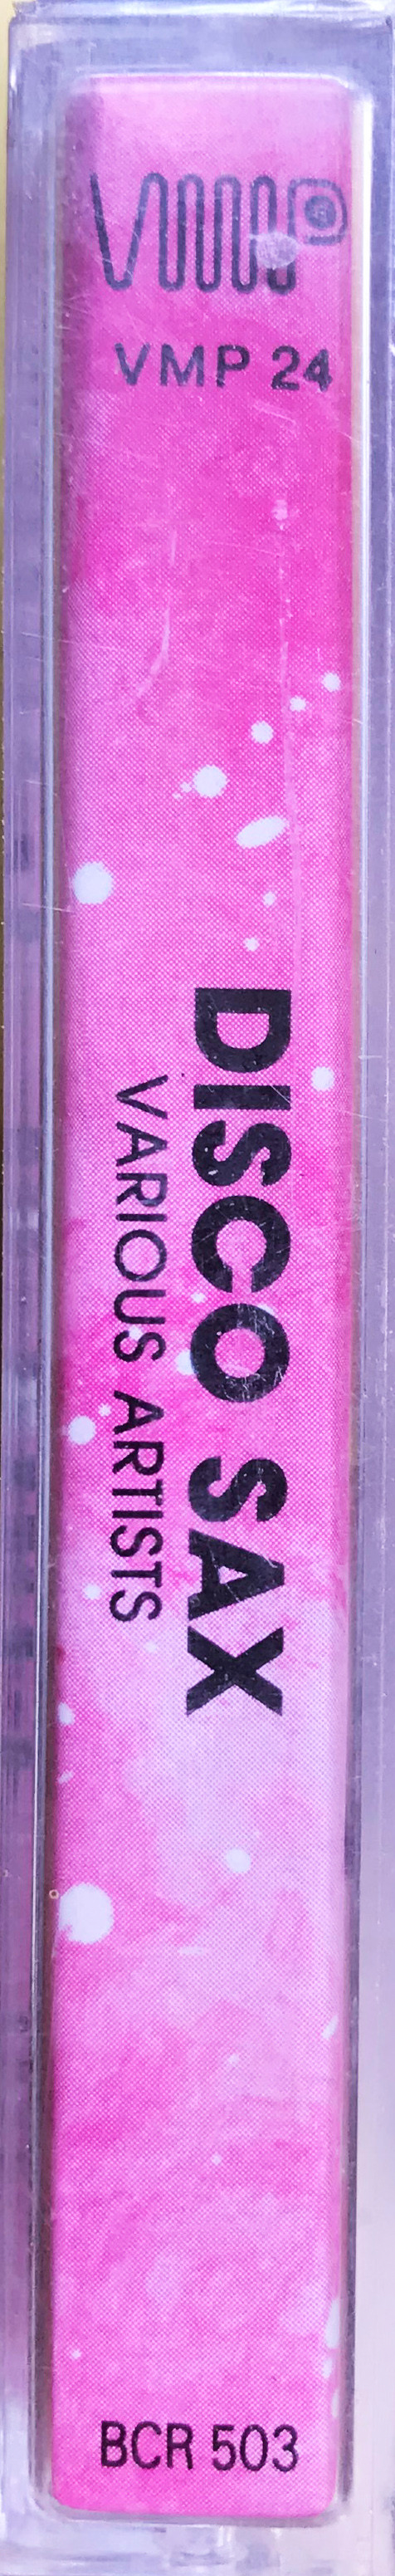 VMP
VMP 24
DISCO SAX
VARIOUS ARTISTS
BCR 503